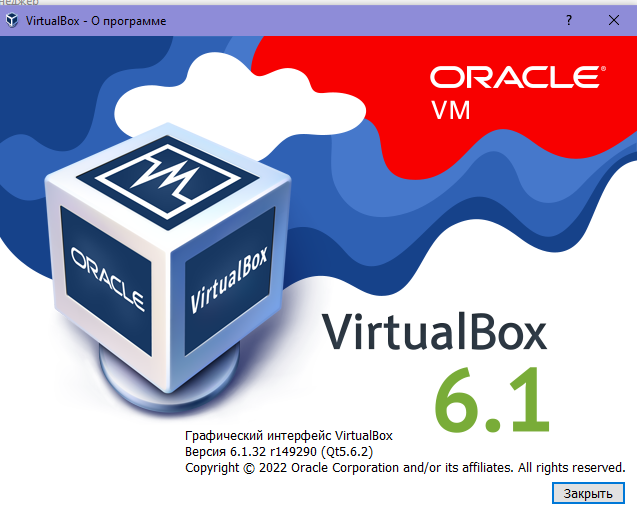 неджер
VirtualBox - О программе
ORACLE®
VM
ORACLE
VirtualBox
VirtualBox
6.1
Графический интерфейс VirtualBox
Версия 6.1.32 r149290 (Qt5.6.2)
Copyright © 2022 Oracle Corporation and/or its affiliates. All rights reserved.
Закрыть